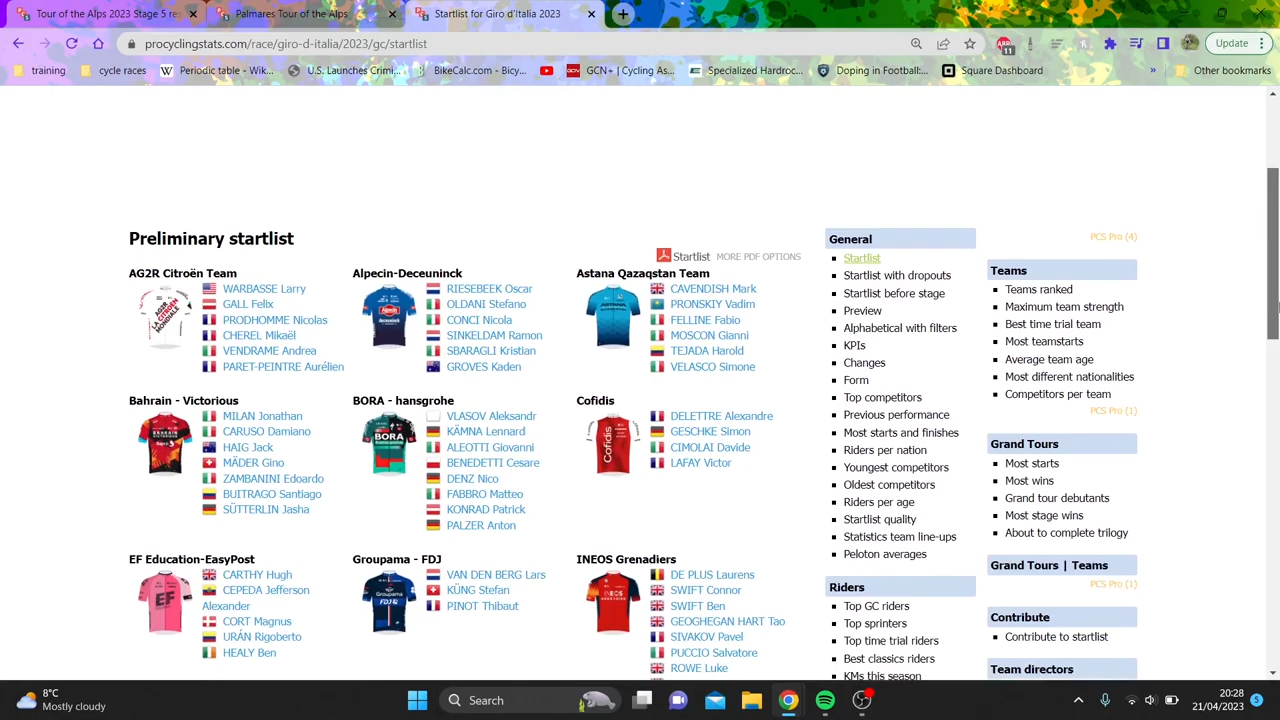 Tour of the Alps 2023 Stage 5 res
Palmares Tour of the Alps
Startlist for Giro d'Italia 2023
procyclingstats.com/race/giro-d-italia/2023/gc/startlist
11
Update
training
cycle races
Periodic table - Wik...
U.S. Launches Crimi...
BikeCalc.com - Bicy...
GCN+ | Cycling As...
Specialized Hardroc...
Doping in Football:...
Square Dashboard
»
Other bookmarks
Preliminary startlist
Startlist MORE PDF OPTIONS
AG2R Citroën Team
WARBASSE Larry
GALL Felix
PRODHOMME Nicolas
CHEREL Mikaël
VENDRAME Andrea
PARET-PEINTRE Aurélien
Alpecin-Deceuninck
RIESEBEEK Oscar
OLDANI Stefano
CONCI Nicola
SINKELDAM Ramon
SBARAGLI Kristian
GROVES Kaden
Astana Qazaqstan Team
CAVENDISH Mark
PRONSKIY Vadim
FELLINE Fabio
MOSCON Gianni
TEJADA Harold
VELASCO Simone
Bahrain - Victorious
MILAN Jonathan
CARUSO Damiano
HAIG Jack
MÄDER Gino
ZAMBANINI Edoardo
BUITRAGO Santiago
SÜTTERLIN Jasha
BORA - hansgrohe
VLASOV Aleksandr
KÄMNA Lennard
ALEOTTI Giovanni
BENEDETTI Cesare
DENZ Nico
FABBRO Matteo
KONRAD Patrick
PALZER Anton
BORA
Cofidis
DELETTRE Alexandre
GESCHKE Simon
CIMOLAI Davide
LAFAY Victor
Cofidis
EF Education-EasyPost
CARTHY Hugh
CEPEDA Jefferson
Alexander
CORT Magnus
URÁN Rigoberto
HEALY Ben
EF
Groupama - FDJ
VAN DEN BERG Lars
KÜNG Stefan
PINOT Thibaut
INEOS Grenadiers
DE PLUS Laurens
SWIFT Connor
SWIFT Ben
GEOGHEGAN HART Tao
SIVAKOV Pavel
PUCCIO Salvatore
ROWE Luke
INEOS
General
Startlist
Startlist with dropouts
Startlist before stage
Preview
Alphabetical with filters
KPIs
Changes
Form
Top competitors
Previous performance
Most starts and finishes
Riders per nation
Youngest competitors
Oldest competitors
Riders per age
Startlist quality
Statistics team line-ups
Peloton averages
Riders
Top GC riders
Top sprinters
Top time trial riders
Best classics riders
KMs this season
PCS Pro (4)
Teams
Teams ranked
Maximum team strength
Best time trial team
Most teamstarts
Average team age
Most different nationalities
Competitors per team
PCS Pro (1)
Grand Tours
Most starts
Most wins
Grand tour debutants
Most stage wins
About to complete trilogy
Grand Tours | Teams
PCS Pro (1)
Contribute
Contribute to startlist
Team directors
8°C
Mostly cloudy
Search
20:28
21/04/2023
5